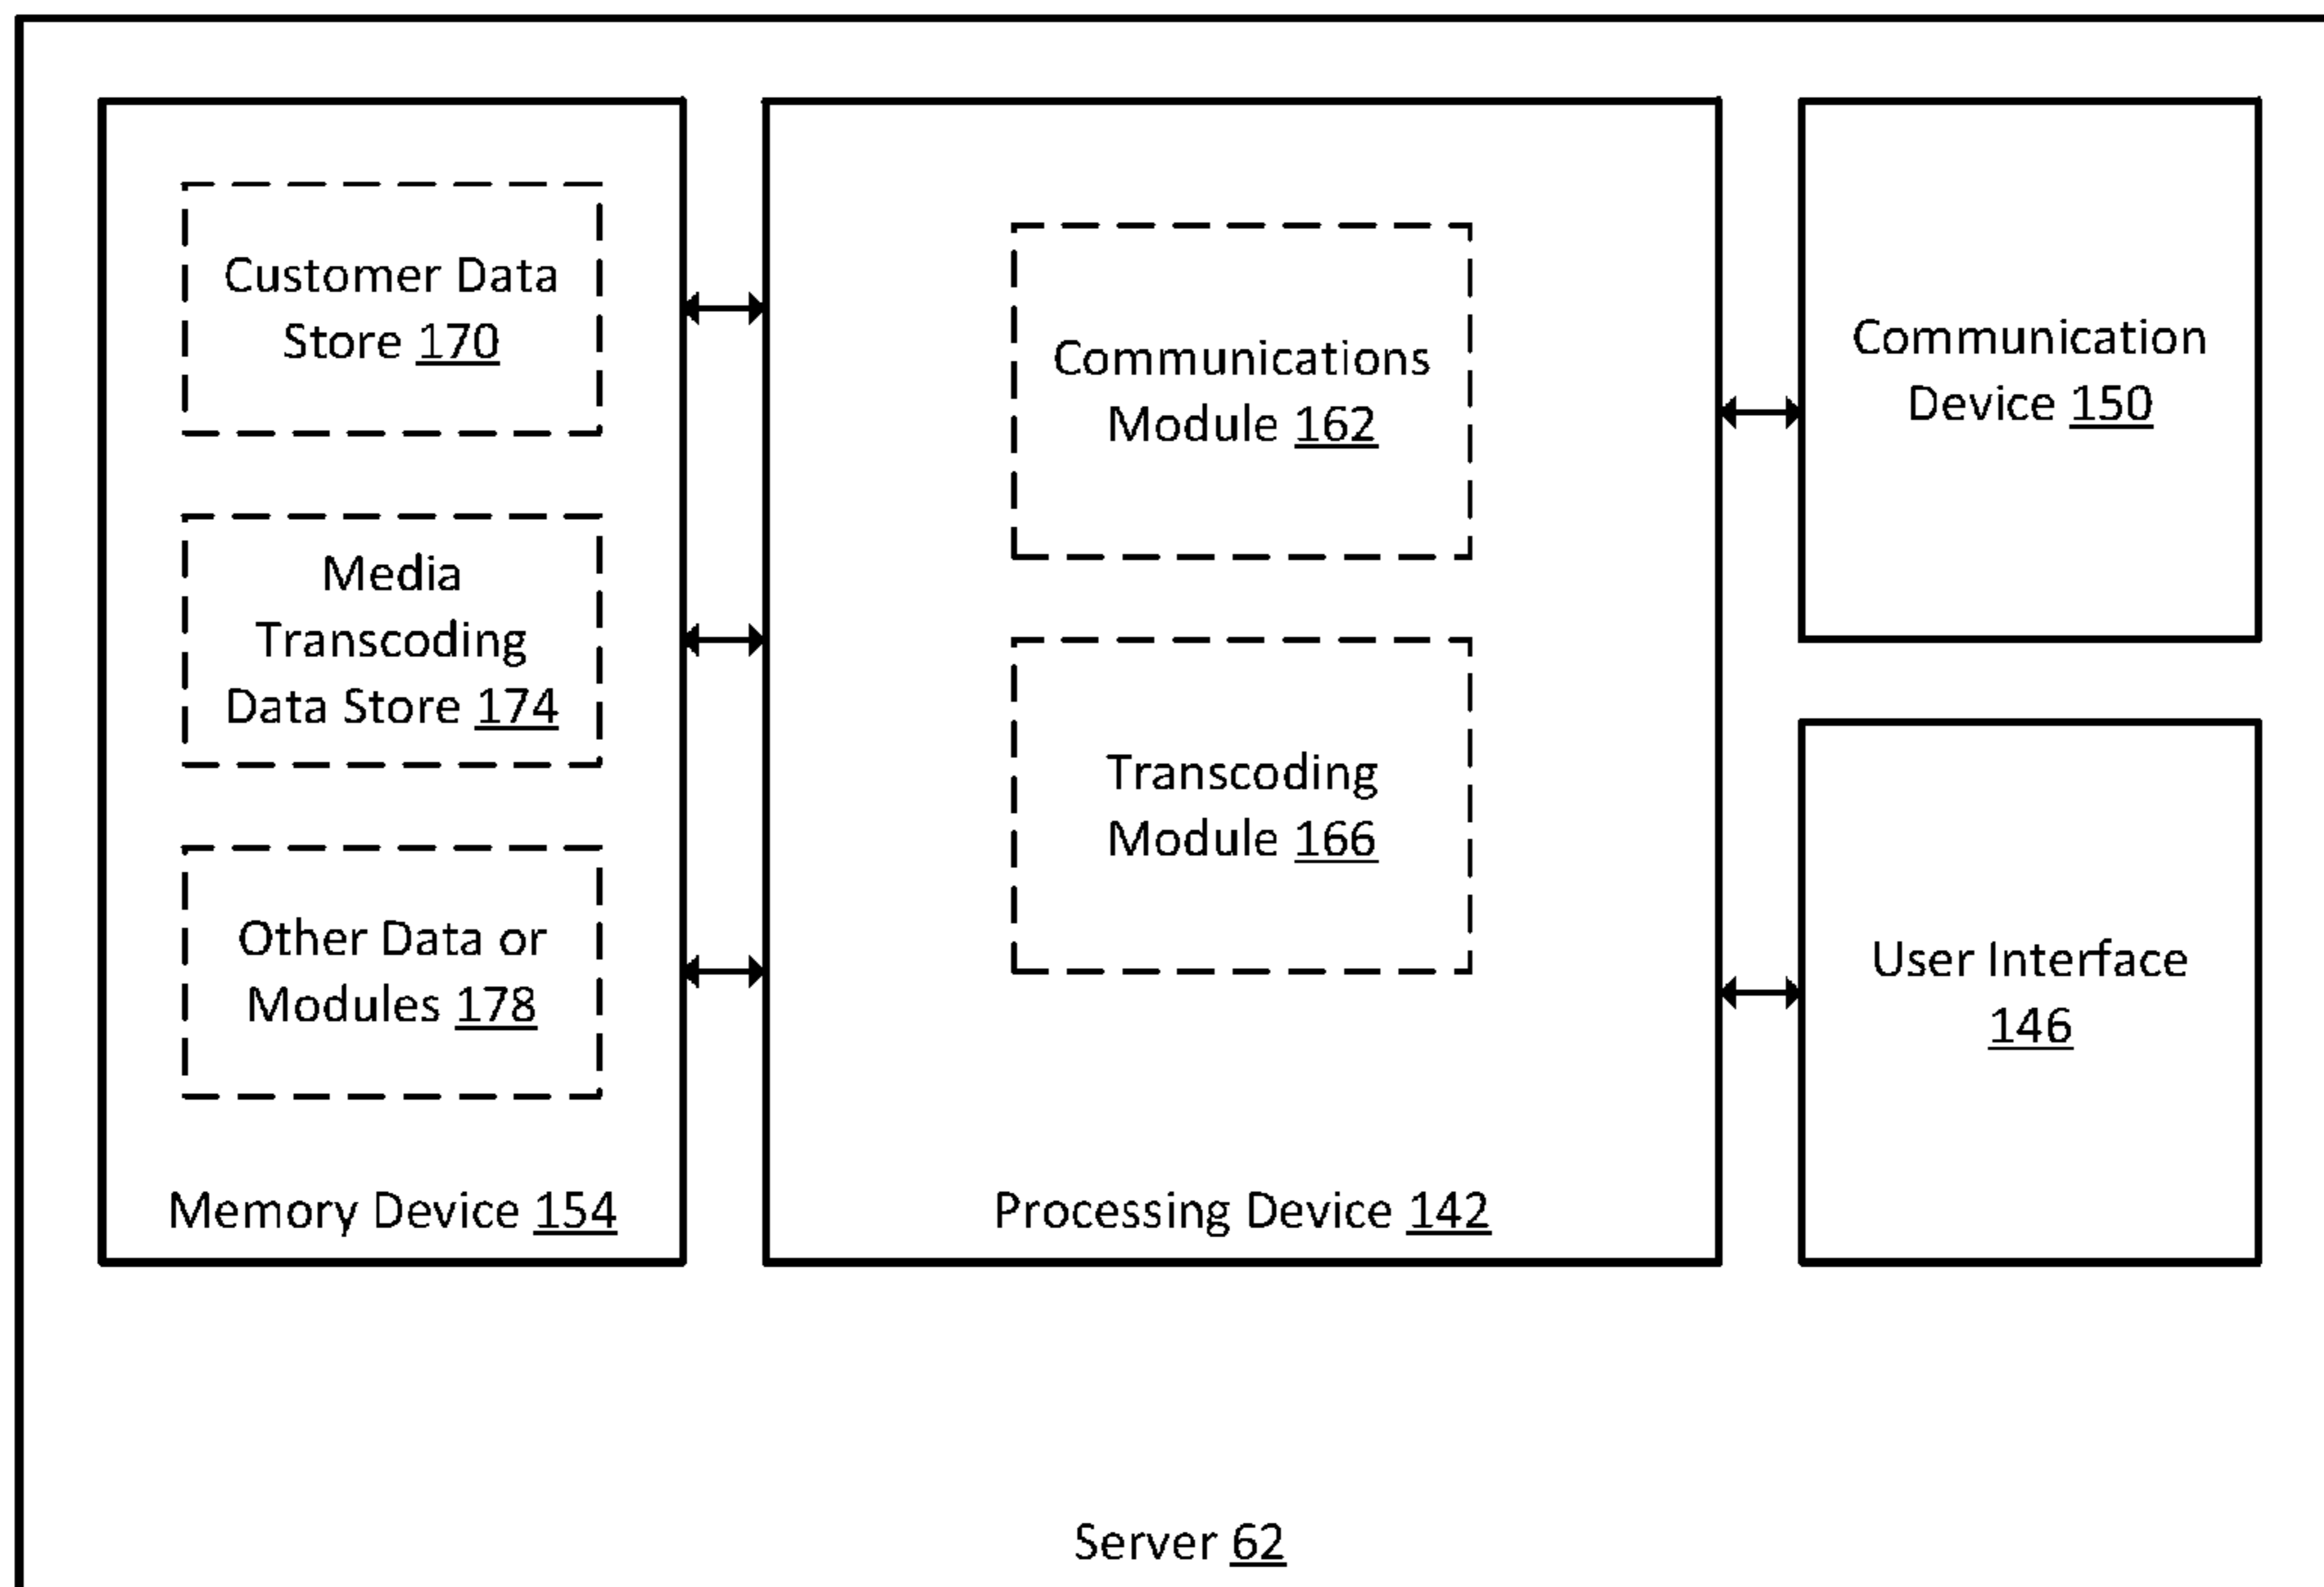 Customer Data
Store 170
Media
Transcoding
Data Store 174
Other Data or
Modules 178
Memory Device 154
Communications
Module 162
Transcoding
Module 166
Processing Device 142
Communication
Device 150
User Interface
146
Server 62